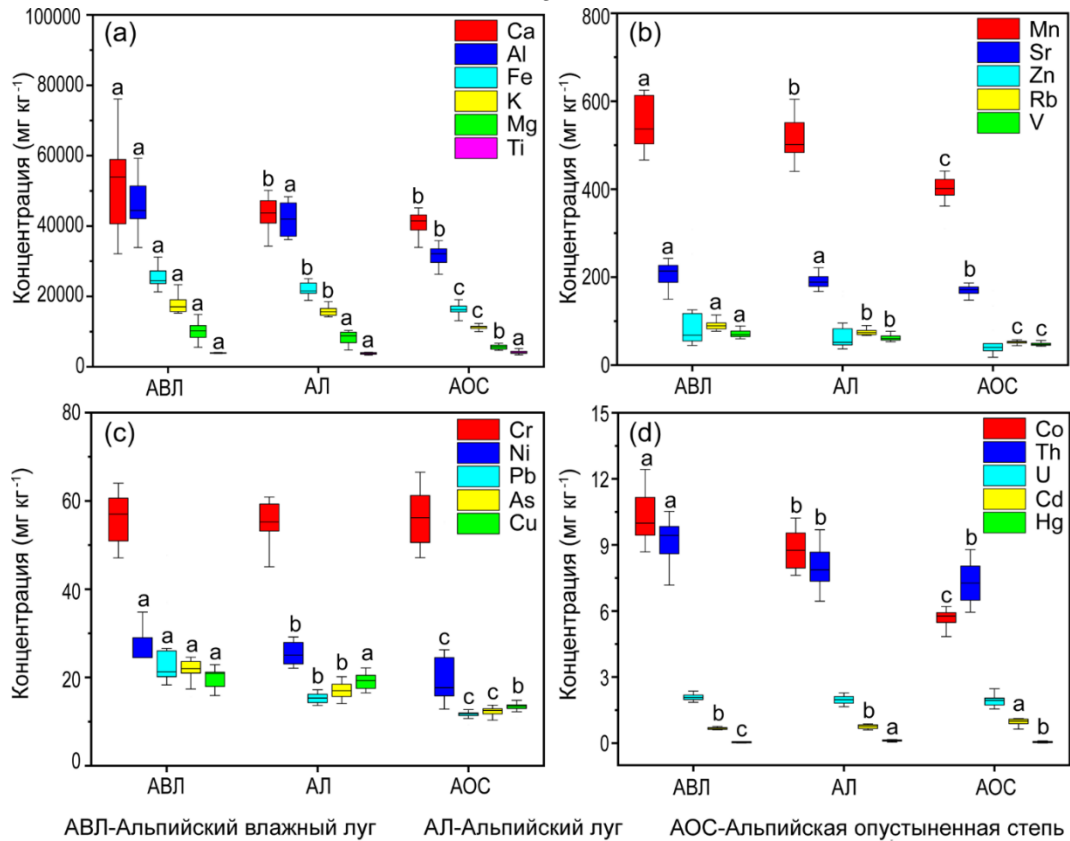 (a)
Концентрация (мг кг⁻¹)
100000
80000
60000
40000
20000
0
Ca
Al
Fe
K
Mg
Ti
a a a a a a
b a b b a a
b b c c b a
АВЛ АЛ АОС
(b)
Концентрация (мг кг⁻¹)
800
600
400
200
0
Mn
Sr
Zn
Rb
V
a a a a
b a b b
c b c c
АВЛ АЛ АОС
(c)
Концентрация (мг кг⁻¹)
80
60
40
20
0
Cr
Ni
Pb
As
Cu
a a a a
b b b a
c c c b
АВЛ АЛ АОС
(d)
Концентрация (мг кг⁻¹)
15
12
9
6
3
0
Co
Th
U
Cd
Hg
a a b c
b b b a
c b a b
АВЛ АЛ АОС
АВЛ-Альпийский влажный луг АЛ-Альпийский луг АОС-Альпийская опустыненная степь